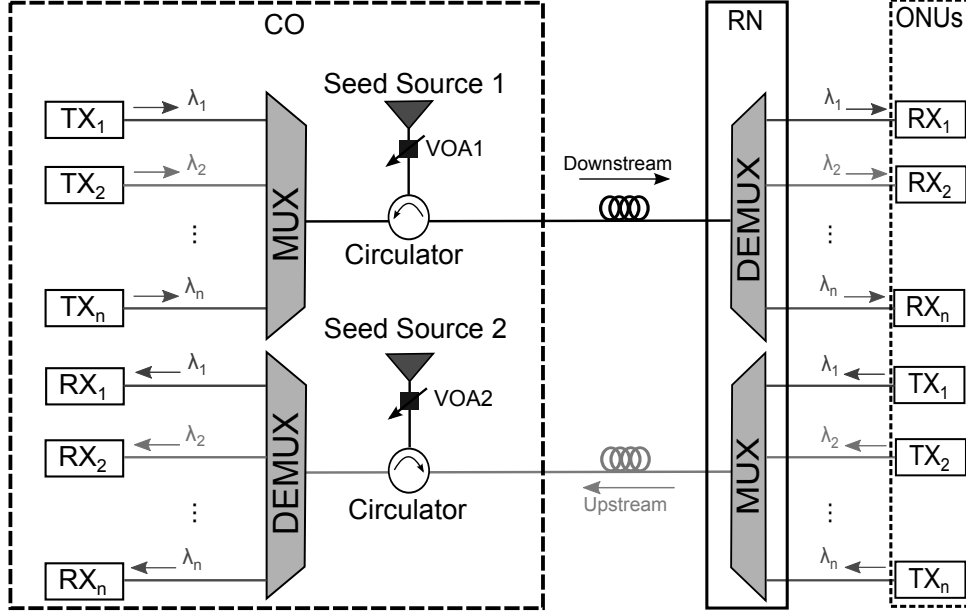 CO
RN
ONUs
Seed Source 1
VOA1
Circulator
TX1
λ1
TX2
λ2
⋮
TXn
λn
MUX
Downstream
DEMUX
λ1
RX1
λ2
RX2
⋮
λn
RXn
Seed Source 2
VOA2
Circulator
RX1
λ1
RX2
λ2
⋮
RXn
λn
DEMUX
Upstream
MUX
λ1
TX1
λ2
TX2
⋮
λn
TXn